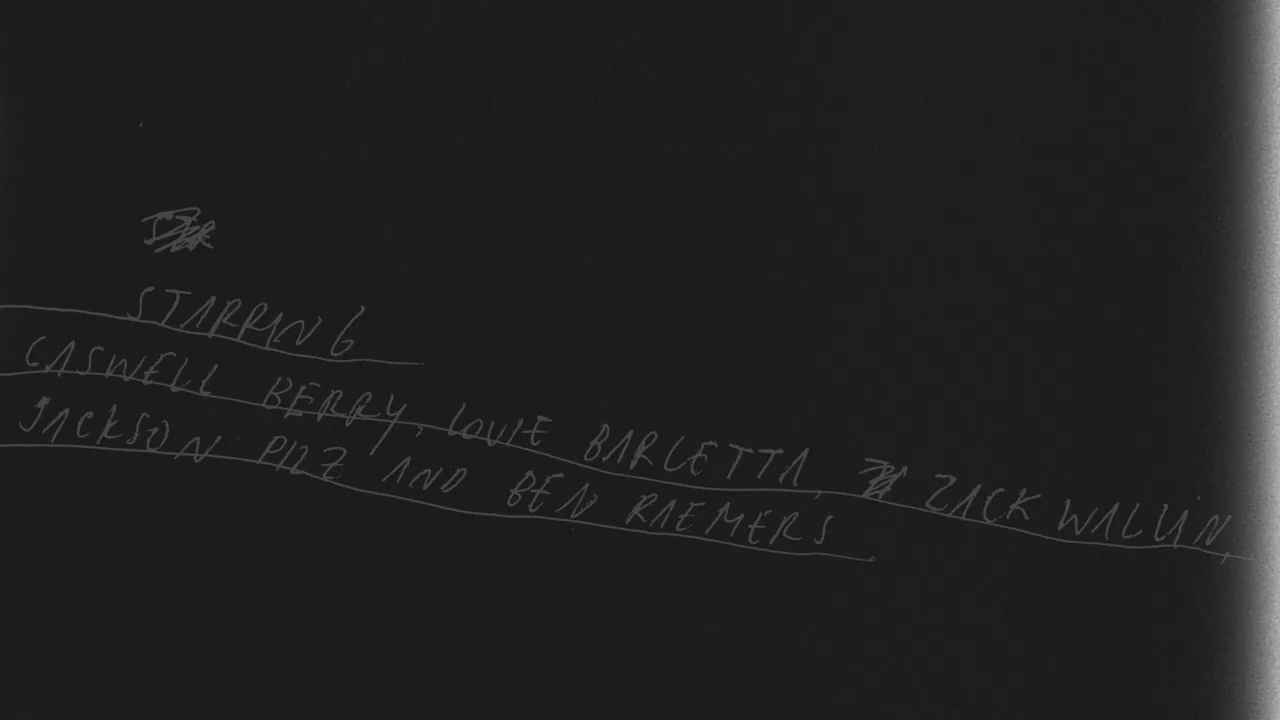 STARRING
CASWELL BERRY, LOUIE BARLETTA, ZACK WALLIN,
JACKSON PILZ AND BEN RAEMERS